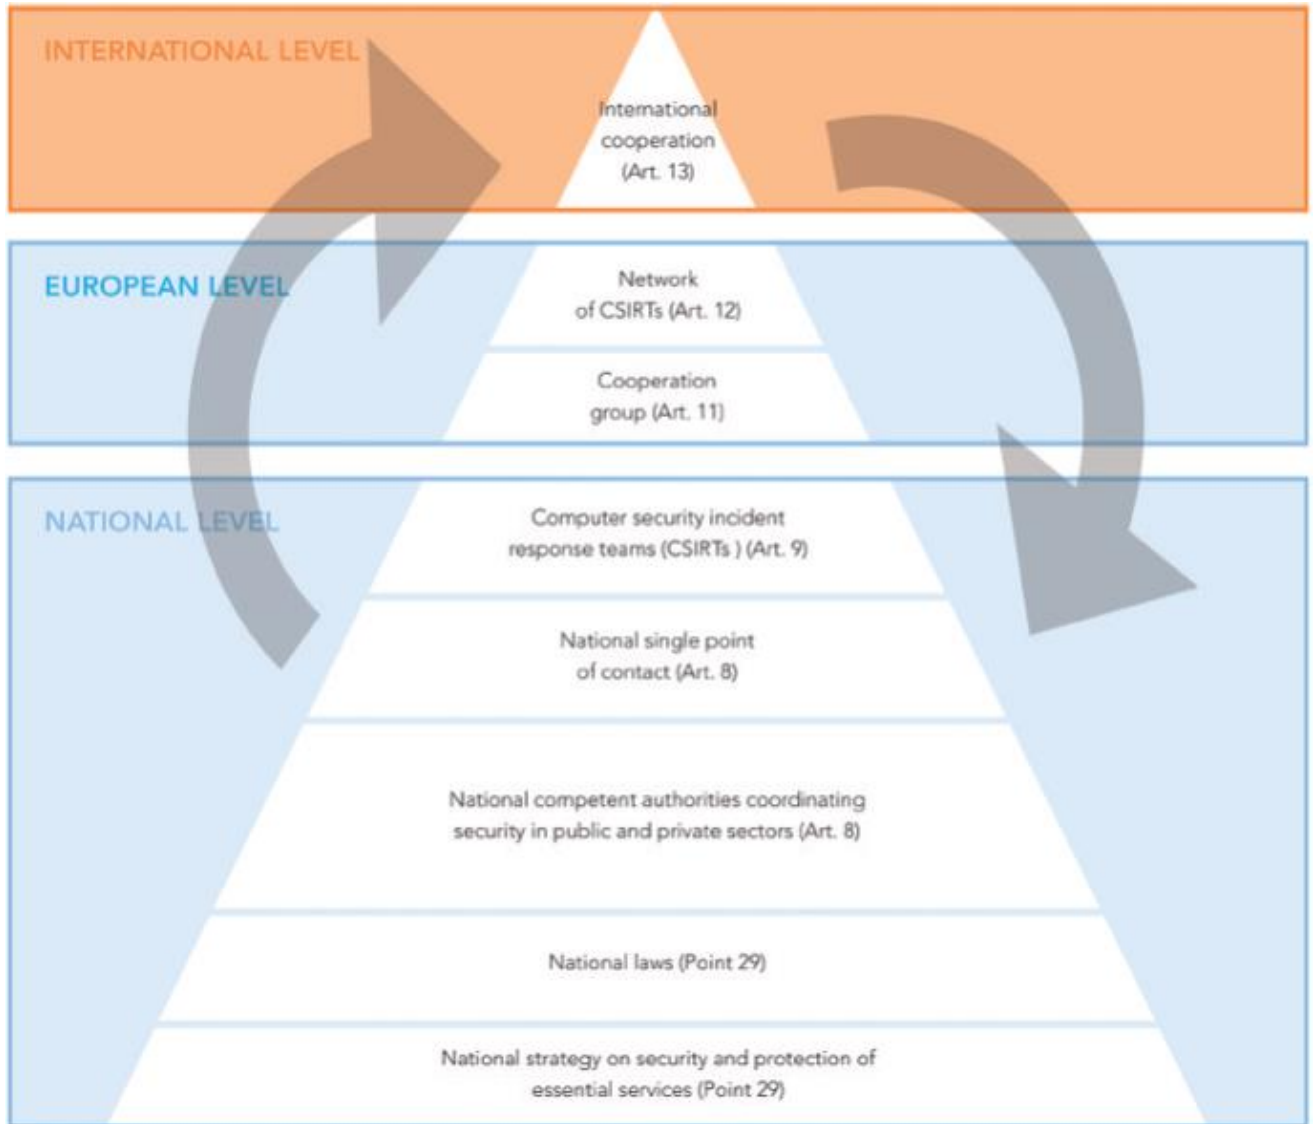 INTERNATIONAL LEVEL
International
cooperation
(Art. 13)
EUROPEAN LEVEL
Network
of CSIRTs (Art. 12)
Cooperation
group (Art. 11)
NATIONAL LEVEL
Computer security incident
response teams (CSIRTs ) (Art. 9)
National single point
of contact (Art. 8)
National competent authorities coordinating
security in public and private sectors (Art. 8)
National laws (Point 29)
National strategy on security and protection of
essential services (Point 29)